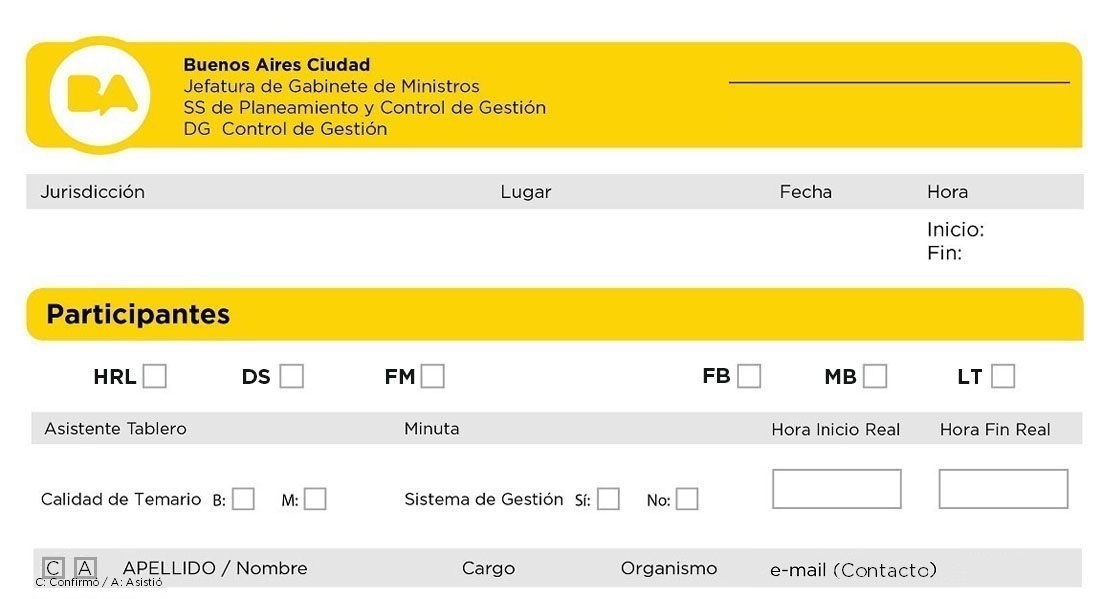 BA
Buenos Aires Ciudad
Jefatura de Gabinete de Ministros
SS de Planeamiento y Control de Gestión
DG Control de Gestión
Jurisdicción Lugar Fecha Hora
Inicio:
Fin:
Participantes
HRL DS FM FB MB LT
Asistente Tablero Minuta Hora Inicio Real Hora Fin Real
Calidad de Temario B: M: Sistema de Gestión Sí: No:
C A APELLIDO / Nombre Cargo Organismo e-mail (Contacto)
C: Confirmó / A: Asistió